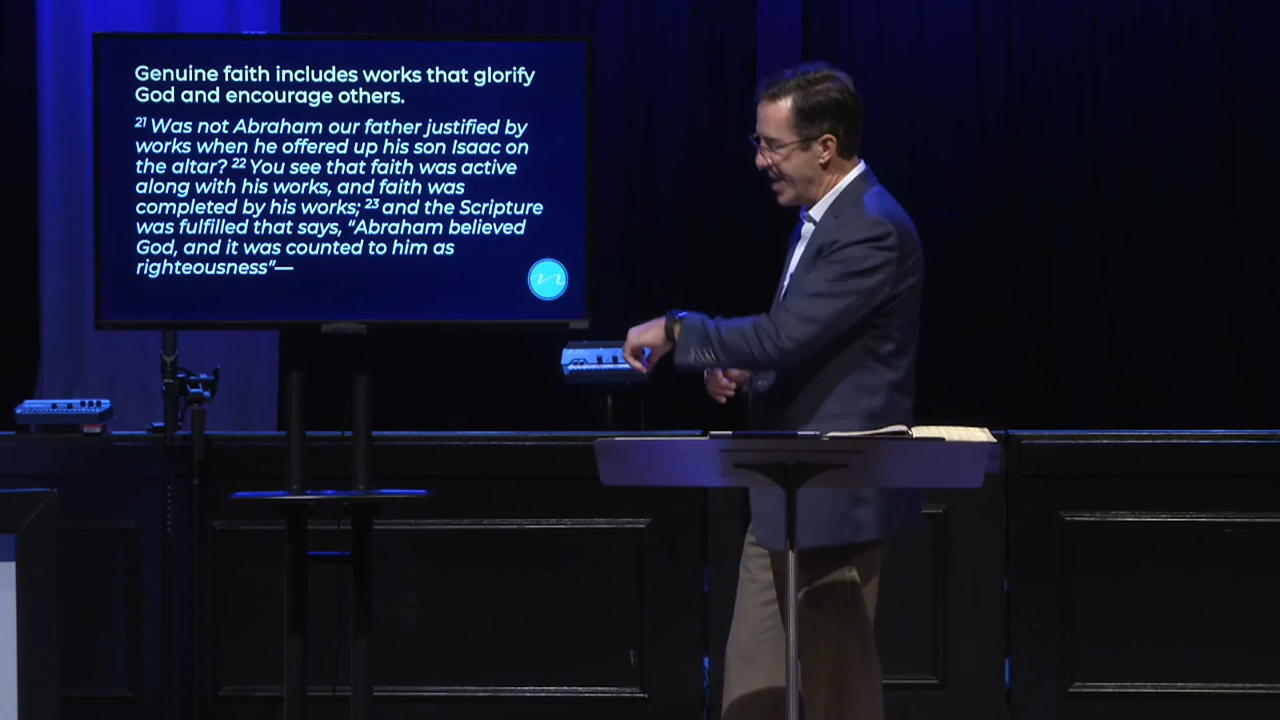 Genuine faith includes works that glorify
God and encourage others.
²¹ Was not Abraham our father justified by
works when he offered up his son Isaac on
the altar? ²² You see that faith was active
along with his works, and faith was
completed by his works; ²³ and the Scripture
was fulfilled that says, “Abraham believed
God, and it was counted to him as
righteousness”—